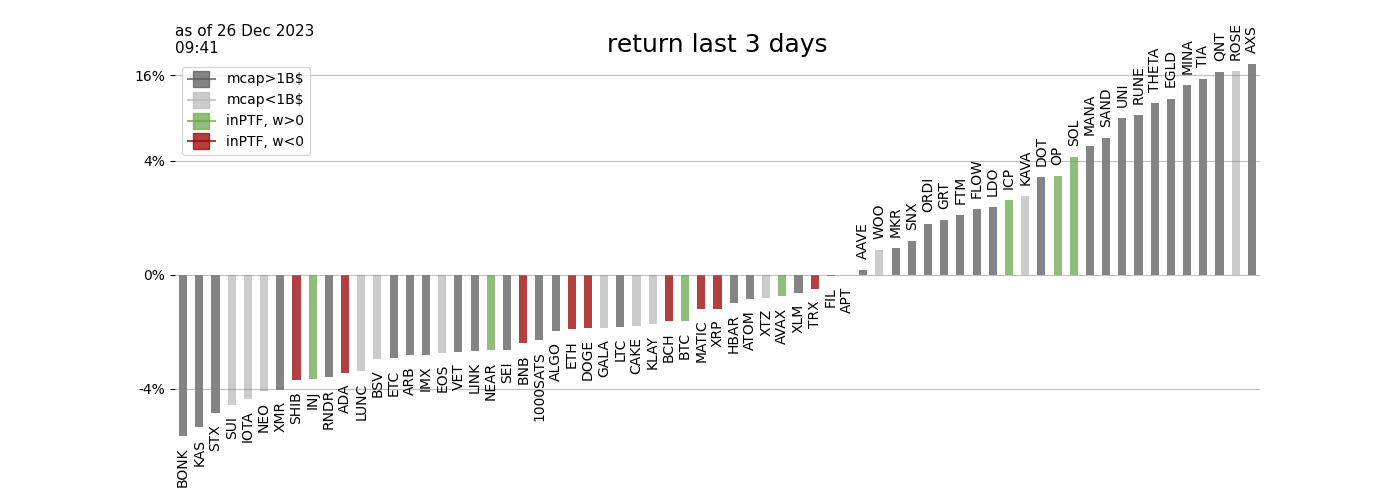 as of 26 Dec 2023
09:41
return last 3 days
mcap>1B$
mcap<1B$
inPTF, w>0
inPTF, w<0
16%
4%
0%
-4%
BONK
KAS
STX
SUI
IOTA
NEO
XMR
SHIB
INJ
RNDR
ADA
LUNC
BSV
ETC
ARB
IMX
EOS
VET
LINK
NEAR
SEI
BNB
1000SATS
ALGO
ETH
DOGE
GALA
LTC
CAKE
KLAY
BCH
BTC
MATIC
XRP
HBAR
ATOM
XTZ
AVAX
XLM
TRX
FIL
APT
AAVE
WOO
MKR
SNX
ORDI
GRT
FTM
FLOW
LDO
ICP
KAVA
DOT
OP
SOL
MANA
SAND
UNI
RUNE
THETA
EGLD
MINA
TIA
QNT
ROSE
AXS